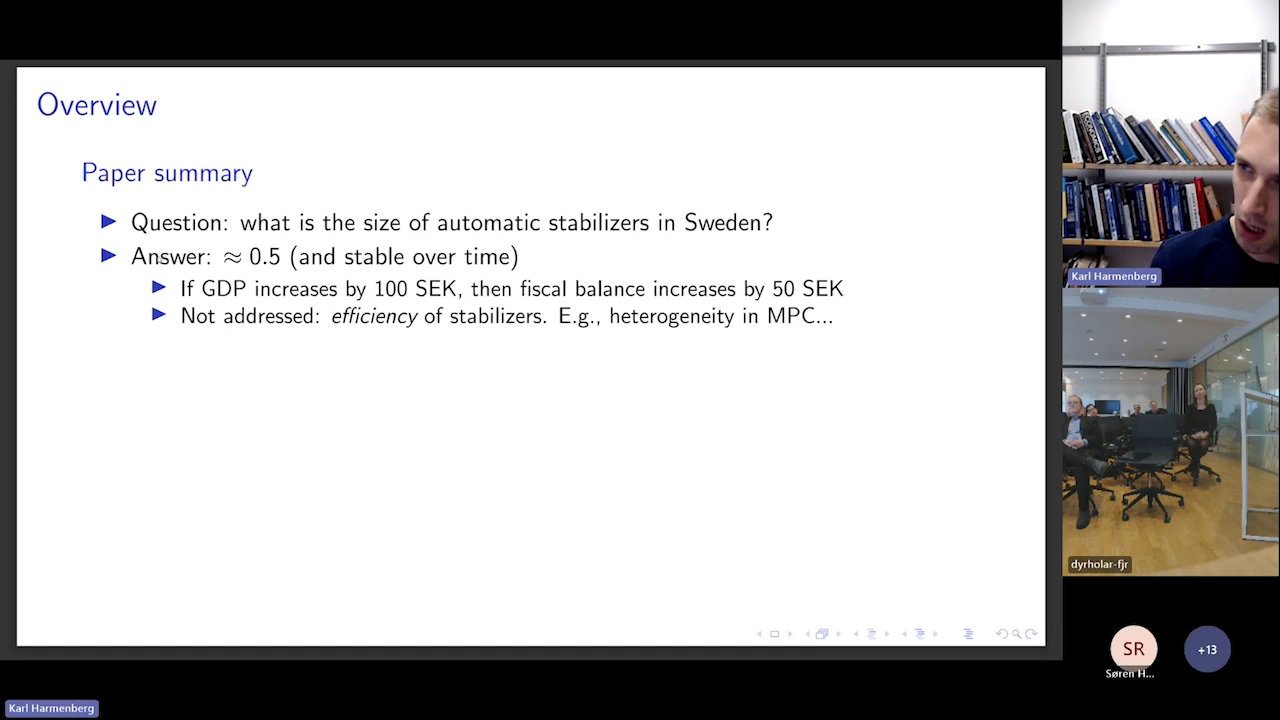 Overview
Paper summary
Question: what is the size of automatic stabilizers in Sweden?
Answer: ≈ 0.5 (and stable over time)
If GDP increases by 100 SEK, then fiscal balance increases by 50 SEK
Not addressed: efficiency of stabilizers. E.g., heterogeneity in MPC...
ECONOMICS
Karl Harmenberg
dyrholar-fjr
SR
Søren H...
+13
Karl Harmenberg